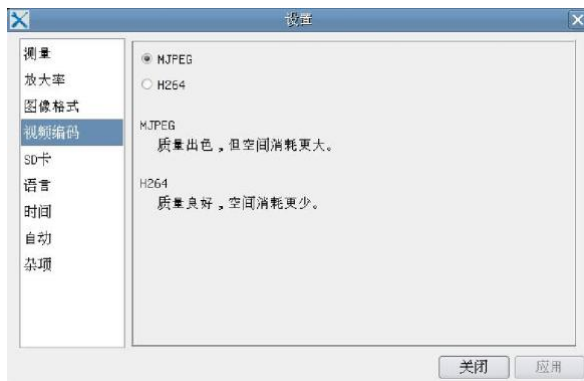 设置
测量
放大率
图像格式
视频编码
SD卡
语言
时间
自动
杂项
MJPEG
H264
MJPEG
质量出色，但空间消耗更大。
H264
质量良好，空间消耗更少。
关闭
应用